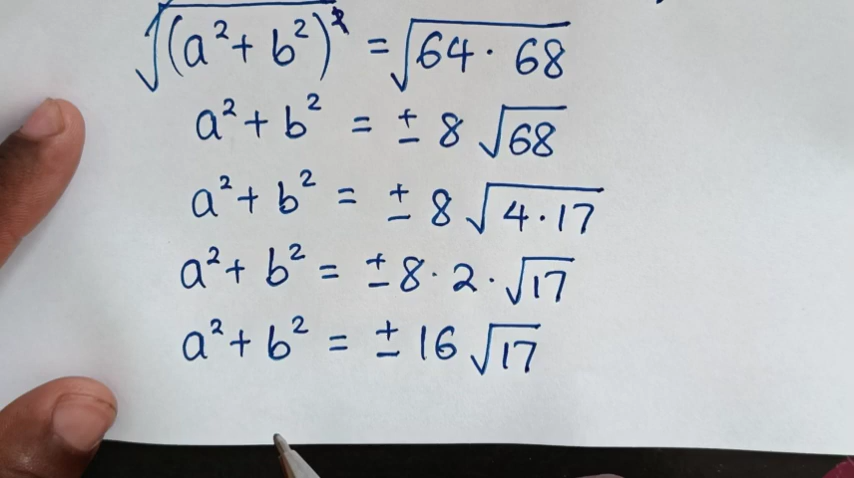 √(a² + b²)² = √64 · 68
a² + b² = ± 8 √68
a² + b² = ± 8 √4 · 17
a² + b² = ± 8 · 2 · √17
a² + b² = ± 16 √17